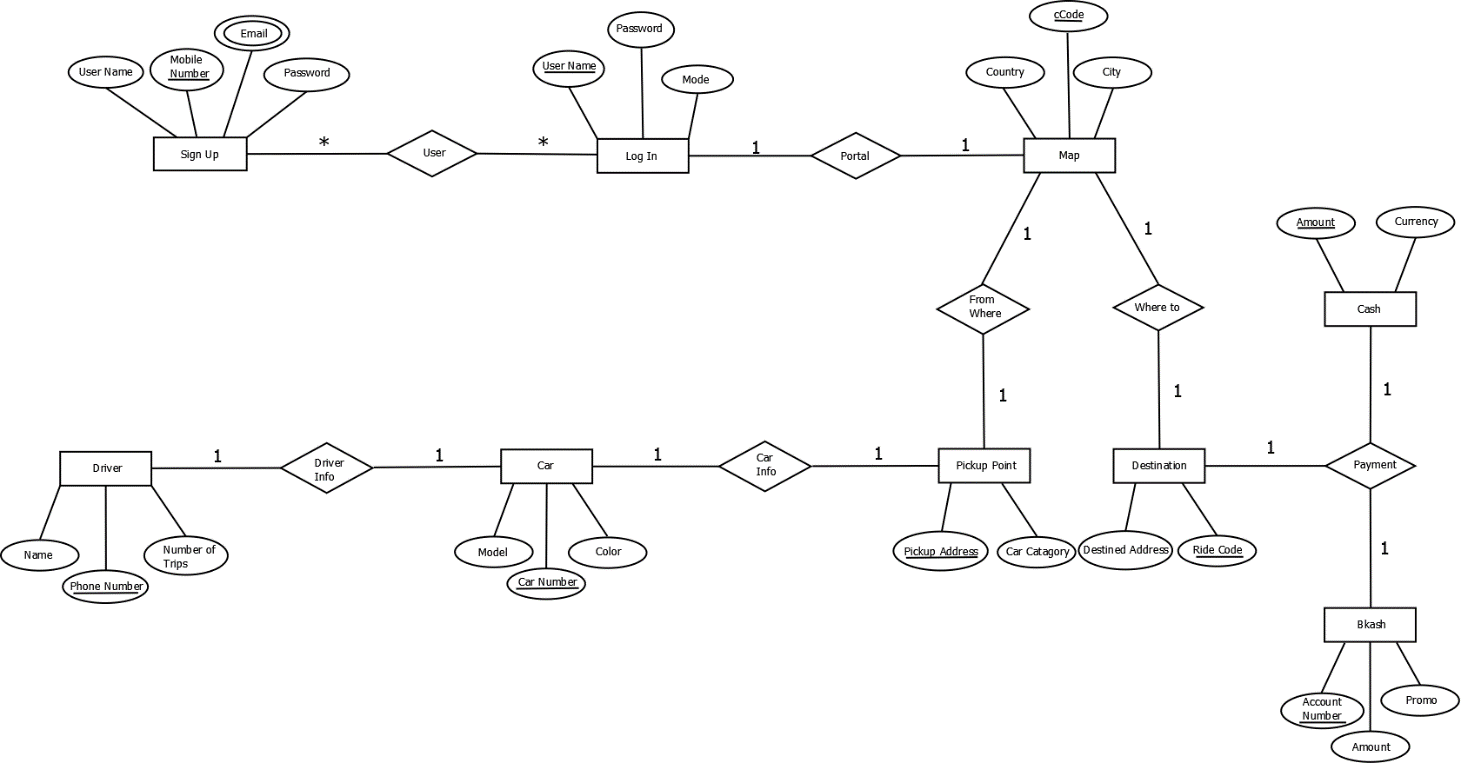 cCode
Email
Password
User Name
Mobile
Number
Password
User Name
Mode
Country
City
*
*
1
1
Sign Up
User
Log In
Portal
Map
Amount
Currency
1
1
From
Where
Where to
Cash
1
1
1
1
1
1
1
1
1
Driver
Driver
Info
Car
Car
Info
Pickup Point
Destination
Payment
Name
Number of
Trips
Phone Number
Model
Color
Car Number
Pickup Address
Car Catagory
Destined Address
Ride Code
1
Bkash
Account
Number
Promo
Amount